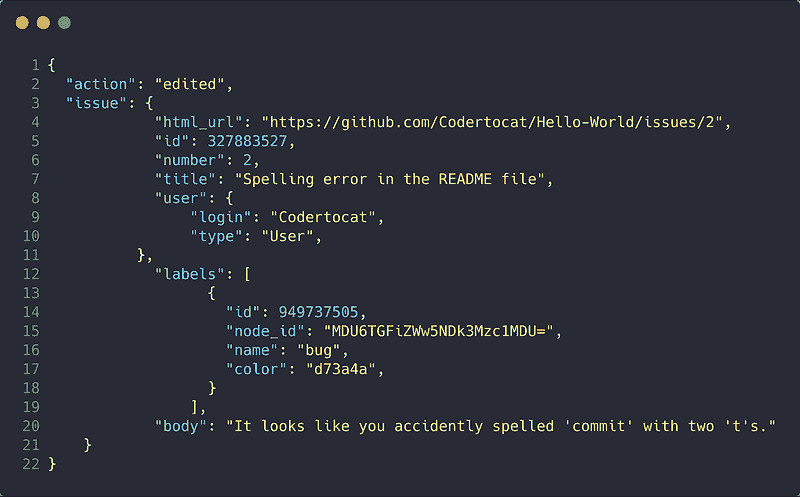 1 {
2   "action": "edited",
3   "issue": {
4             "html_url": "https://github.com/Codertocat/Hello-World/issues/2",
5             "id": 327883527,
6             "number": 2,
7             "title": "Spelling error in the README file",
8             "user": {
9                 "login": "Codertocat",
10                "type": "User",
11          },
12            "labels": [
13                  {
14                    "id": 949737505,
15                    "node_id": "MDU6TGFiZWw5NDk3Mzc1MDU=",
16                    "name": "bug",
17                    "color": "d73a4a",
18                  }
19                ],
20            "body": "It looks like you accidently spelled 'commit' with two 't's."
21    }
22 }